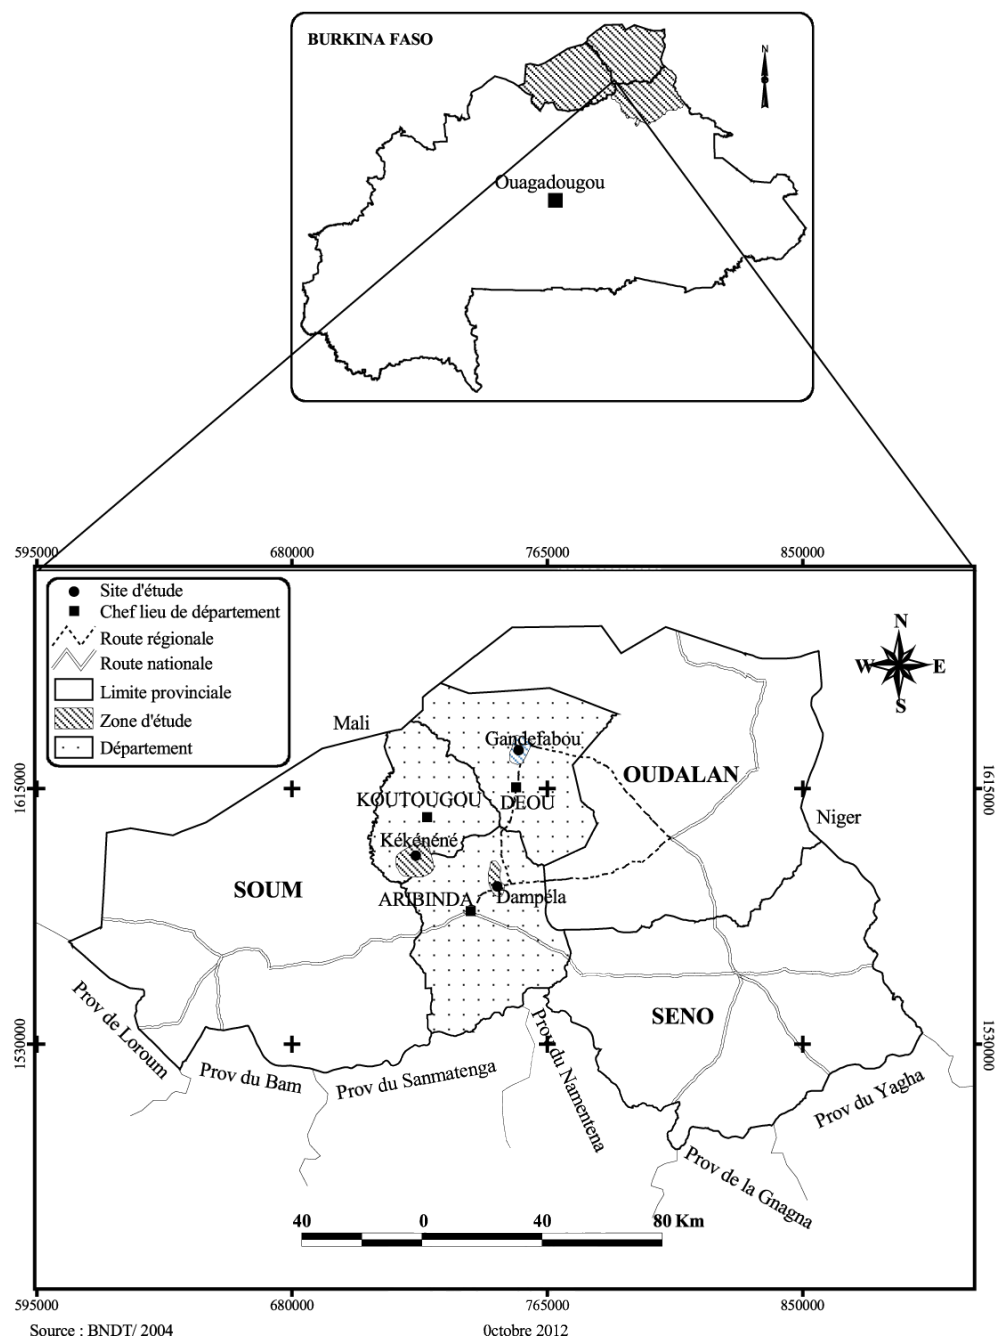 BURKINA FASO
N
Ouagadougou
595000
680000
765000
850000
Site d'étude
Chef lieu de département
Route régionale
Route nationale
Limite provinciale
Zone d'étude
Département
N
W
E
S
Mali
Gandefabou
OUDALAN
1615000
1615000
KOUTOUGOU
DEOU
Niger
Kékénéné
SOUM
ARIBINDA
Dampéla
SENO
1530000
1530000
Prov de Loroum
Prov du Bam
Prov du Sanmatenga
Prov du Namentena
Prov du Yagha
Prov de la Gnagna
40
0
40
80 Km
595000
680000
765000
850000
Source : BNDT/ 2004
0ctobre 2012